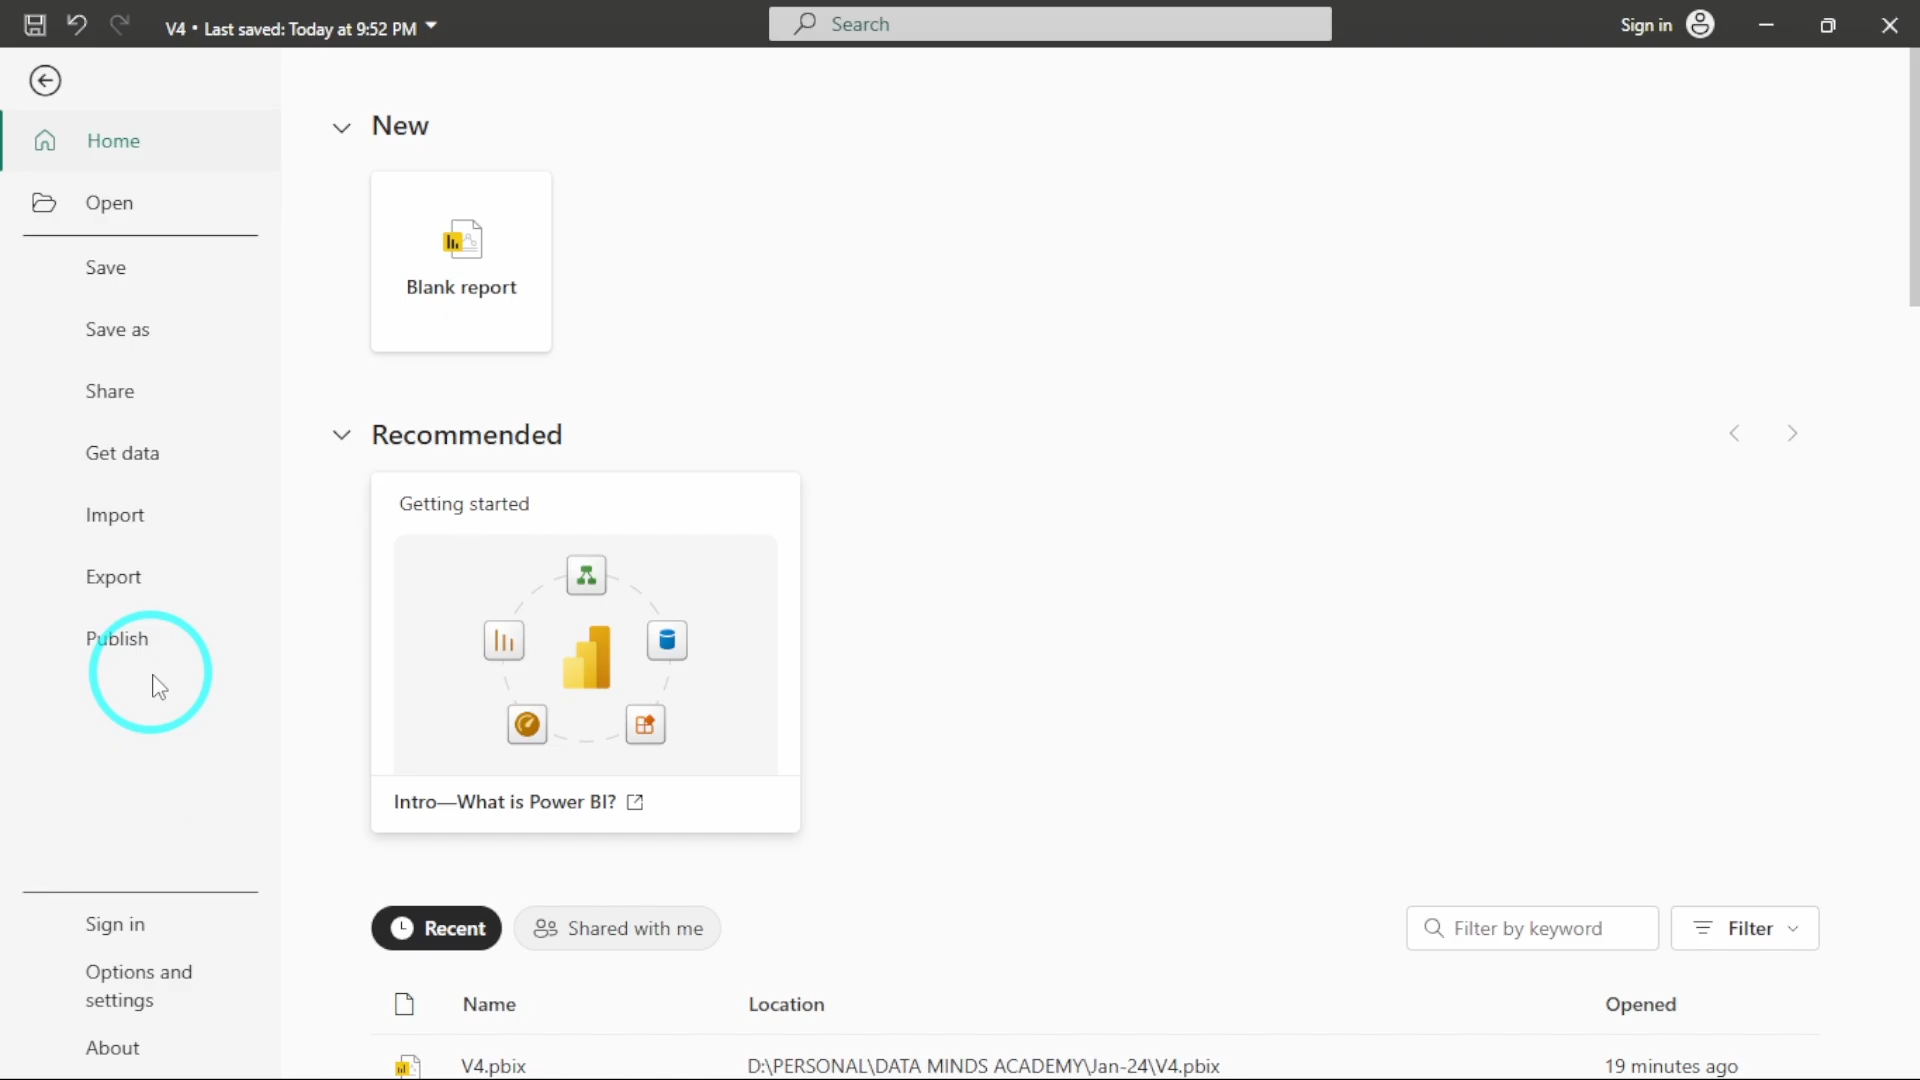 V4 • Last saved: Today at 9:52 PM
Search
Sign in
Home
Open
Save
Save as
Share
Get data
Import
Export
Publish
Sign in
Options and
settings
About
New
Blank report
Recommended
Getting started
Intro—What is Power BI?
Recent
Shared with me
Filter by keyword
Filter
Name
Location
Opened
V4.pbix
D:\PERSONAL\DATA MINDS ACADEMY\Jan-24\V4.pbix
19 minutes ago